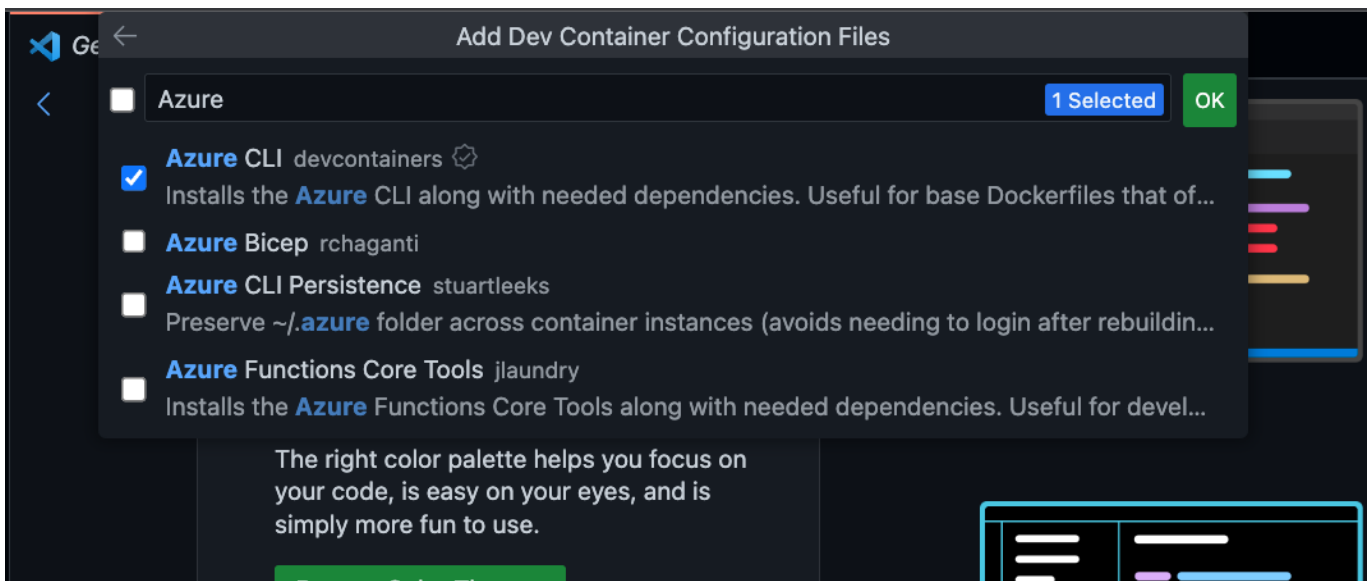 Ge
Add Dev Container Configuration Files
Azure
1 Selected
OK
Azure CLI devcontainers
Installs the Azure CLI along with needed dependencies. Useful for base Dockerfiles that of...
Azure Bicep rchaganti
Azure CLI Persistence stuartleeks
Preserve ~/.azure folder across container instances (avoids needing to login after rebuildin...
Azure Functions Core Tools jlaundry
Installs the Azure Functions Core Tools along with needed dependencies. Useful for devel...
The right color palette helps you focus on
your code, is easy on your eyes, and is
simply more fun to use.